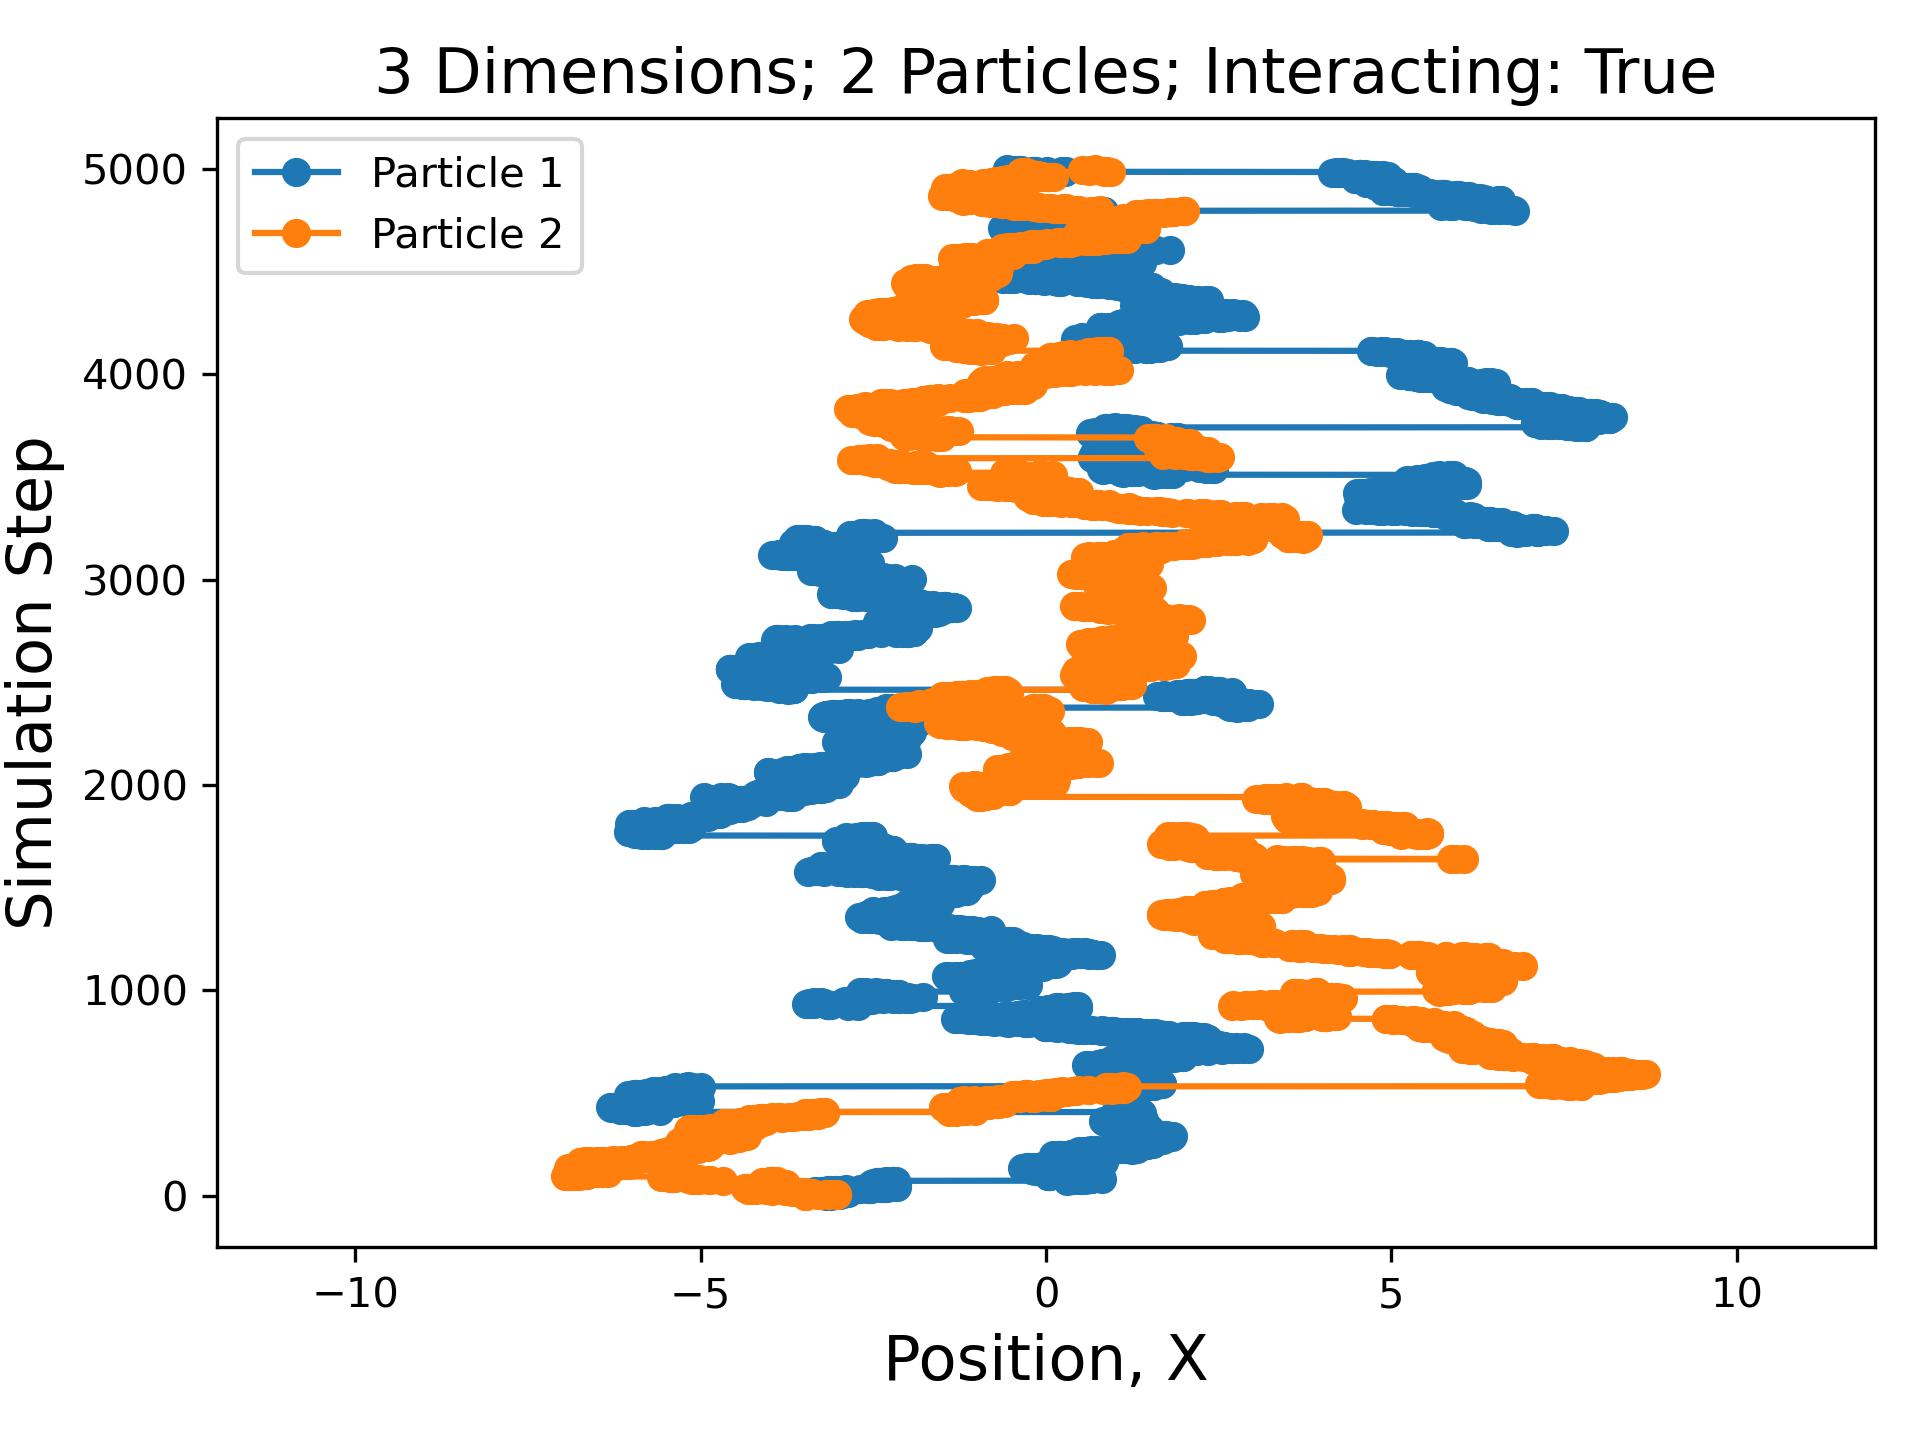 3 Dimensions; 2 Particles; Interacting: True
Particle 1
Particle 2
5000
4000
3000
2000
1000
0
Simulation Step
−10
−5
0
5
10
Position, X